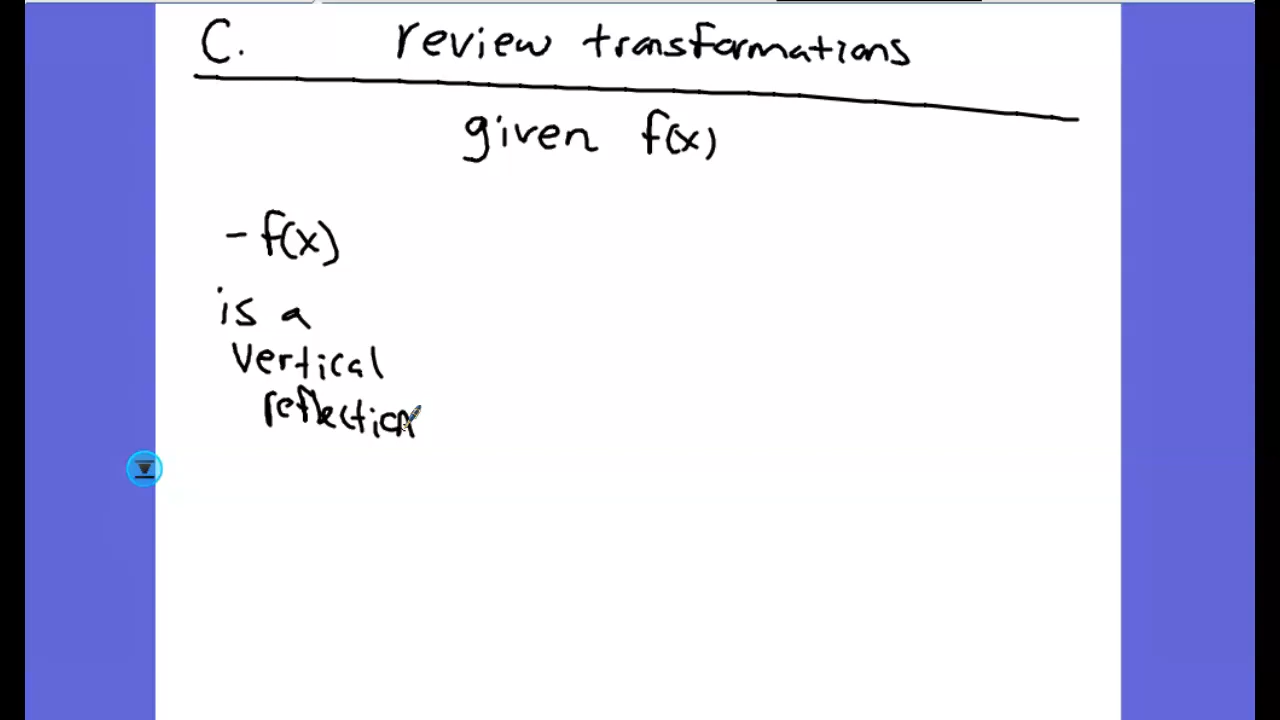 C. review transformations
given f(x)
- f(x)
is a
vertical
reflection